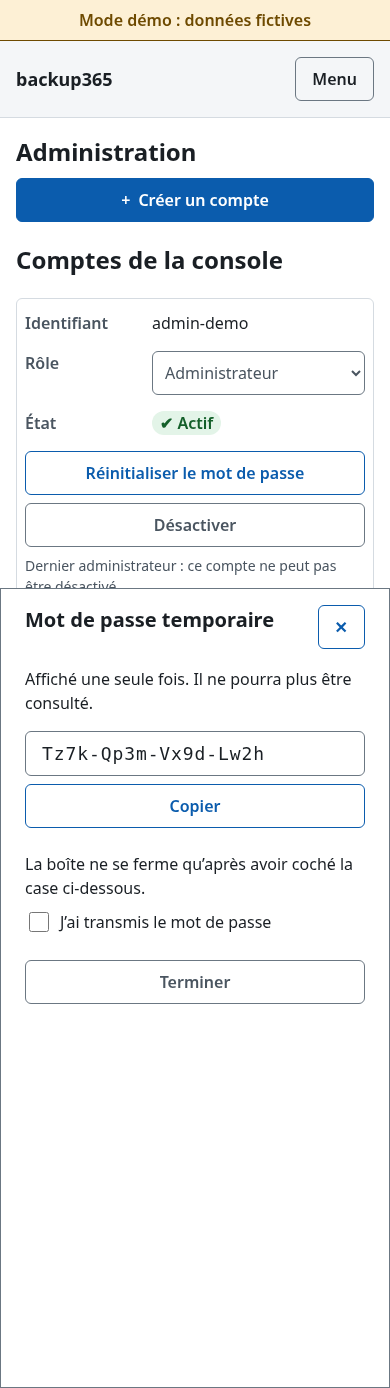 Mode démo : données fictives
backup365
Menu
Administration
+ Créer un compte
Comptes de la console
Identifiant admin-demo
Rôle Administrateur
État ✔ Actif
Réinitialiser le mot de passe
Désactiver
Dernier administrateur : ce compte ne peut pas
être désactivé
Mot de passe temporaire ✕
Affiché une seule fois. Il ne pourra plus être
consulté.
Tz7k-Qp3m-Vx9d-Lw2h
Copier
La boîte ne se ferme qu’après avoir coché la
case ci-dessous.
J’ai transmis le mot de passe
Terminer